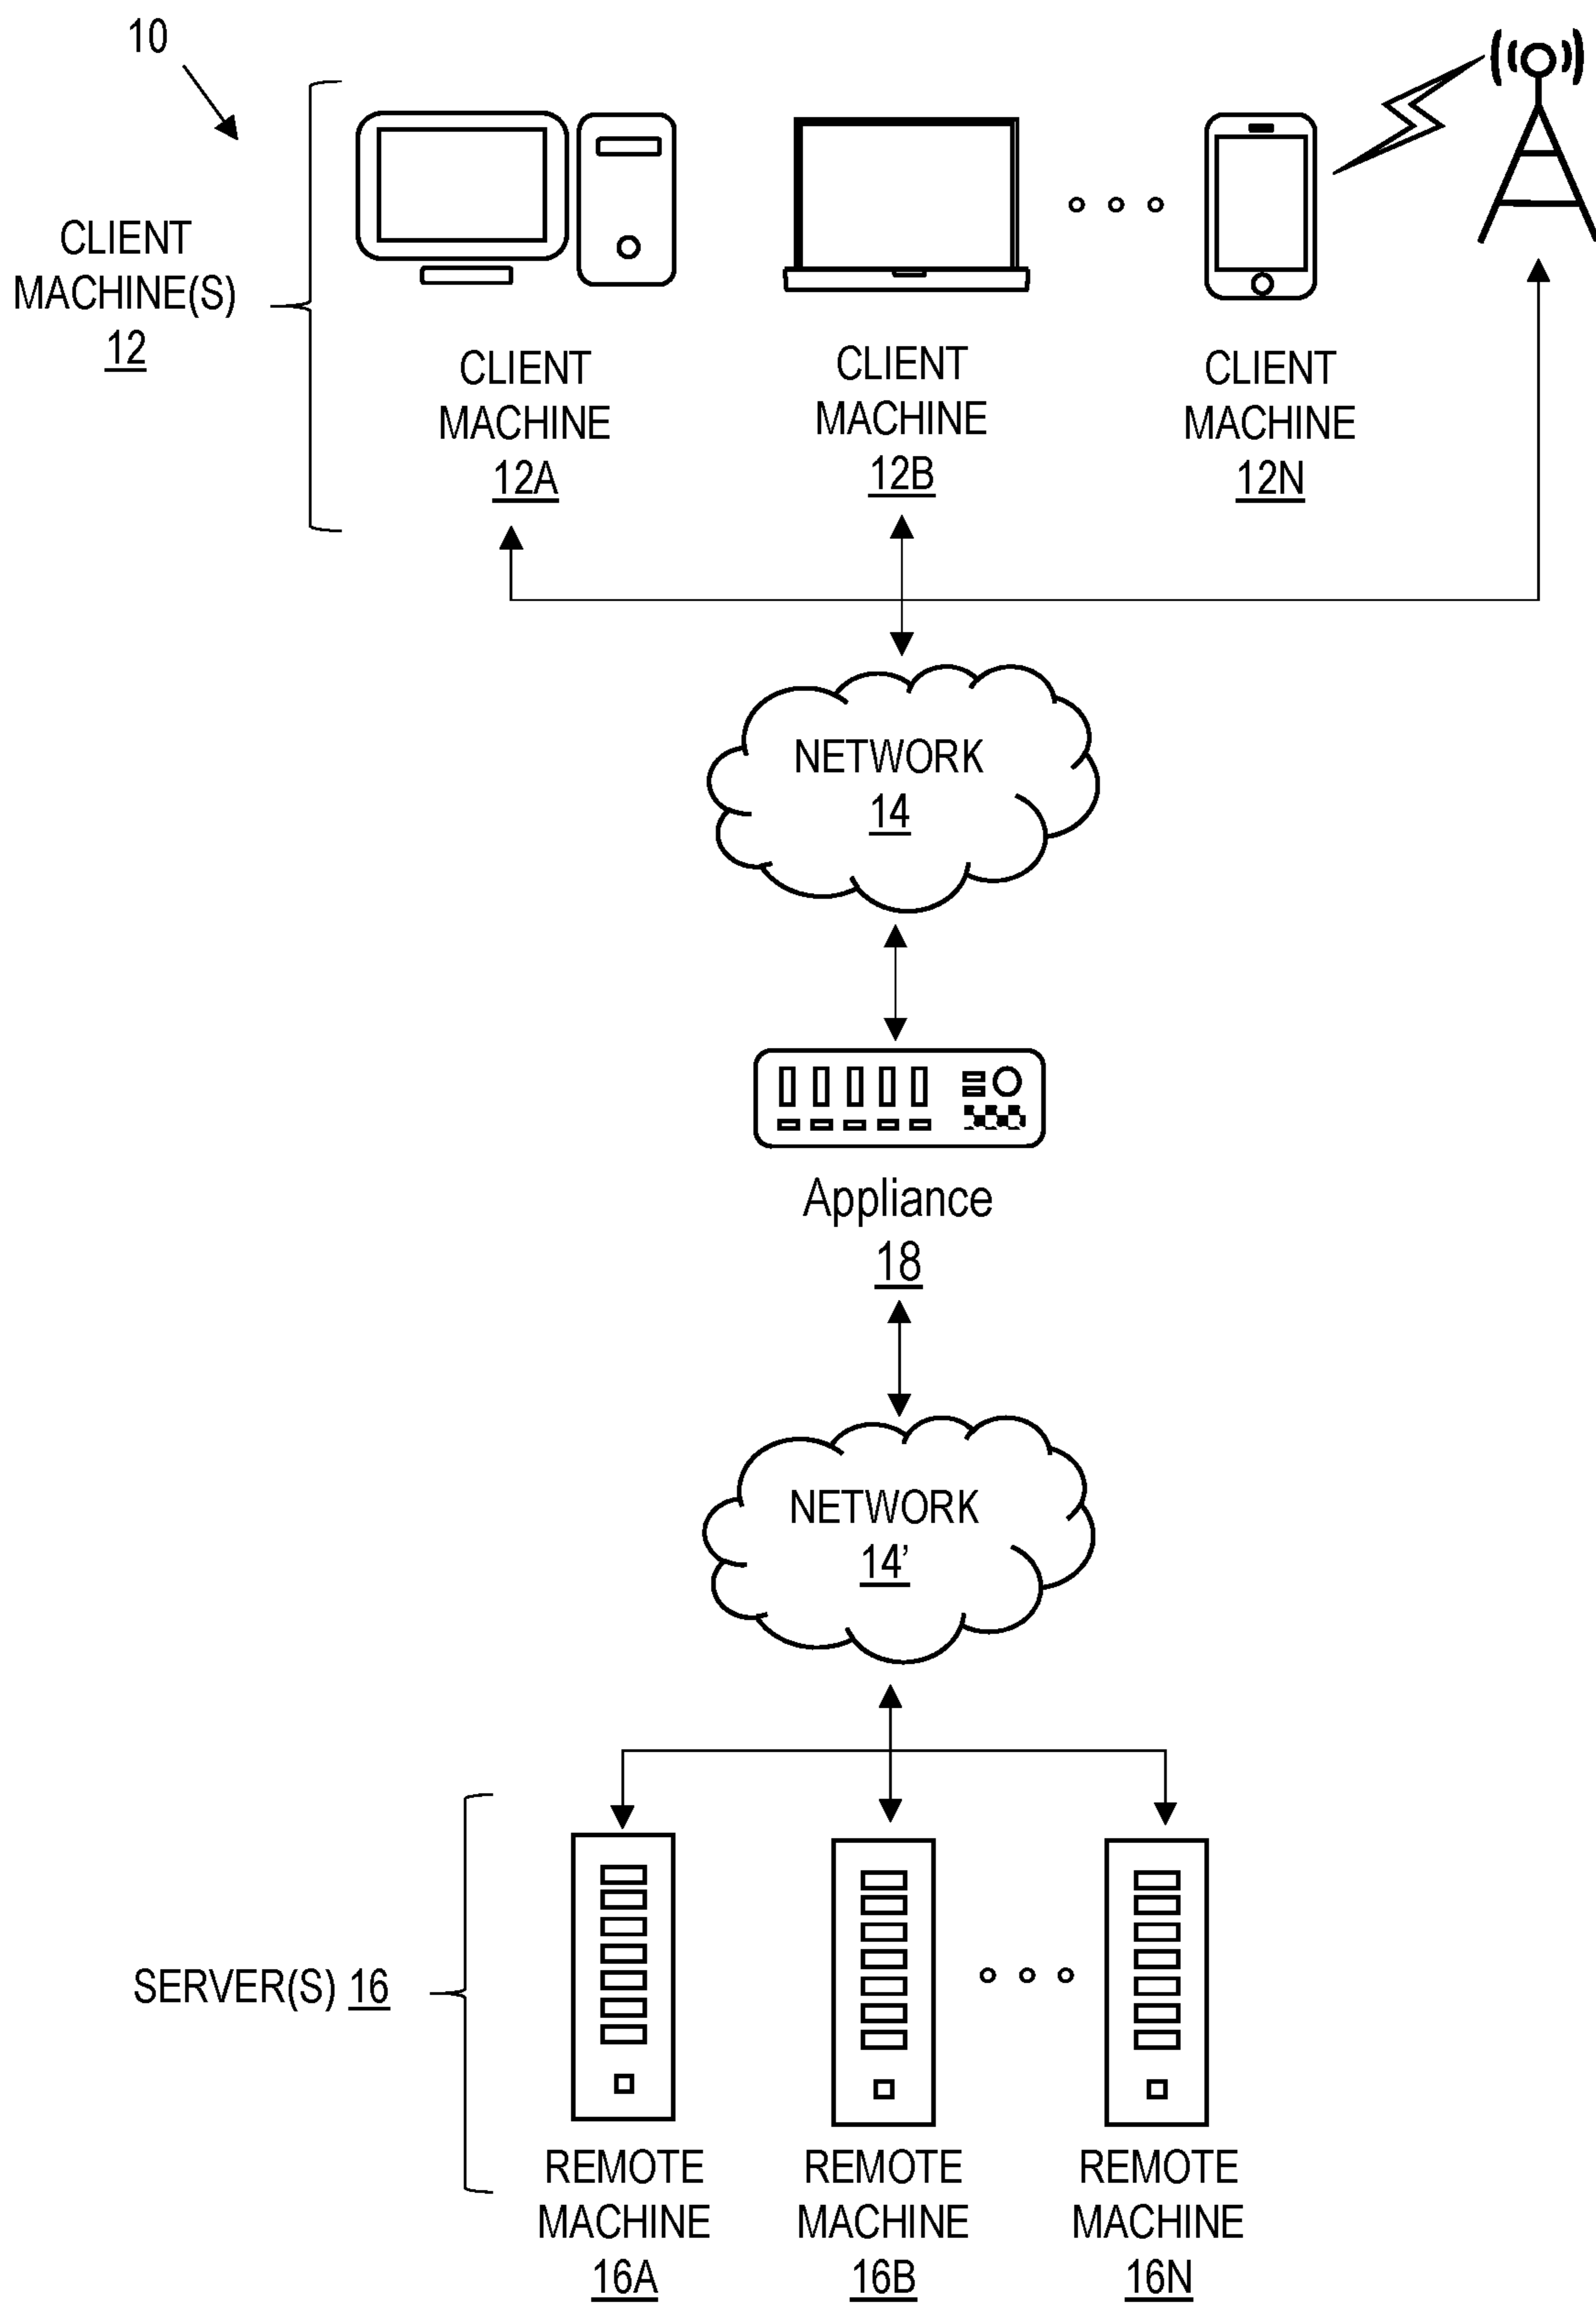 10
CLIENT
MACHINE(S)
12
CLIENT
MACHINE
12A
CLIENT
MACHINE
12B
CLIENT
MACHINE
12N
NETWORK
14
Appliance
18
NETWORK
14’
SERVER(S) 16
REMOTE
MACHINE
16A
REMOTE
MACHINE
16B
REMOTE
MACHINE
16N